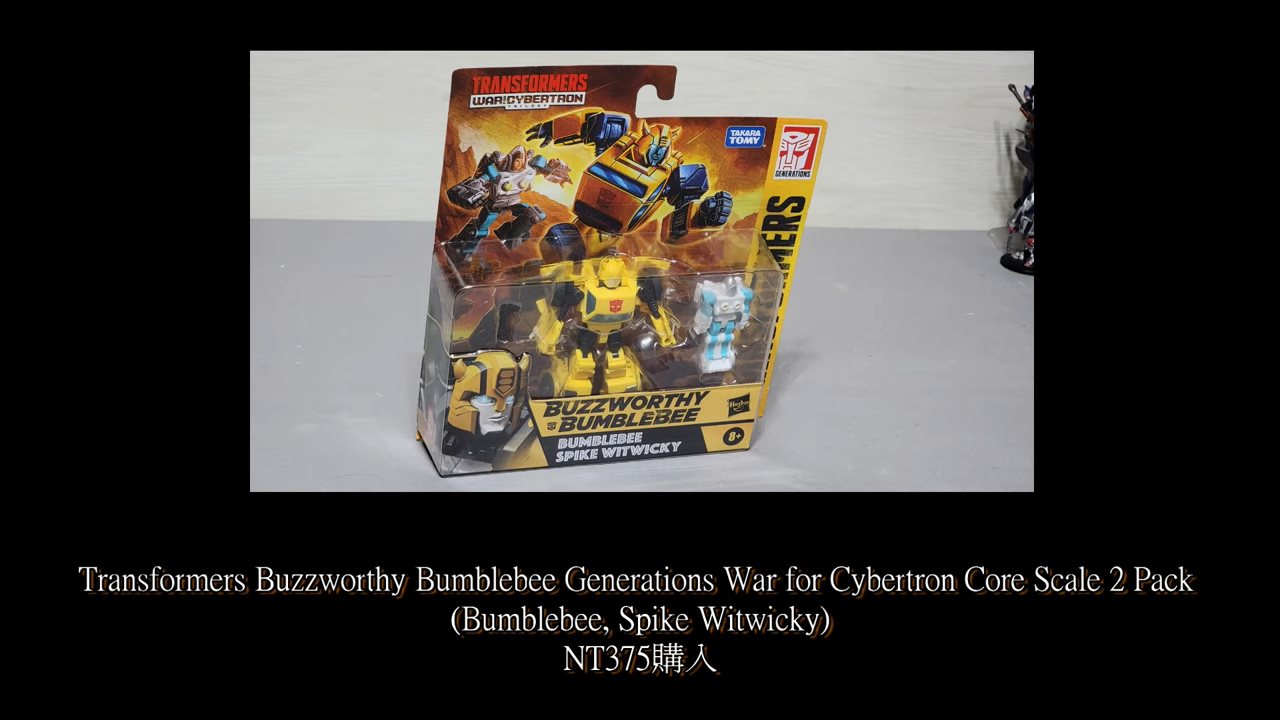 TRANSFORMERS
WAR FOR CYBERTRON
TRILOGY
TAKARA
TOMY
GENERATIONS
BUZZWORTHY
BUMBLEBEE
Hasbro
BUMBLEBEE
SPIKE WITWICKY
8+
Transformers Buzzworthy Bumblebee Generations War for Cybertron Core Scale 2 Pack
(Bumblebee, Spike Witwicky)
NT375購入